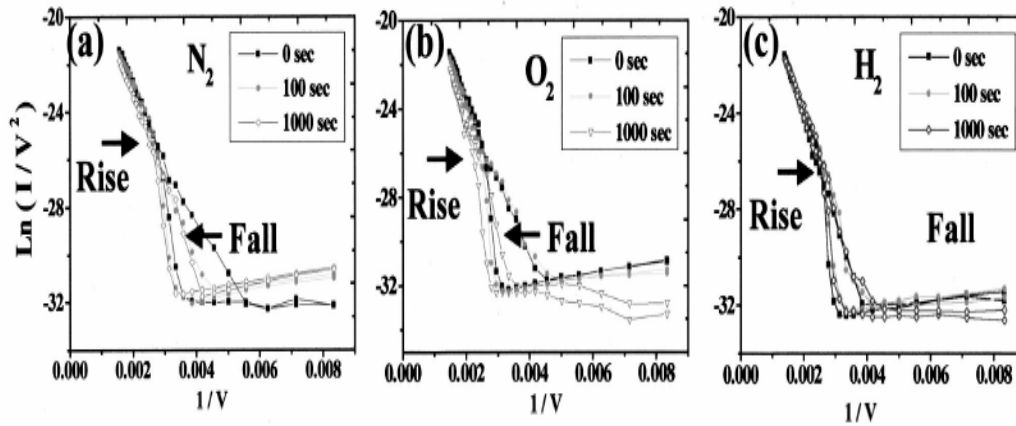 (a)
N2
0 sec
100 sec
1000 sec
Rise
Fall
Ln ( I / V^2 )
-20
-24
-28
-32
0.000 0.002 0.004 0.006 0.008
1 / V
(b)
O2
0 sec
100 sec
1000 sec
Rise
Fall
-20
-24
-28
-32
0.000 0.002 0.004 0.006 0.008
1 / V
(c)
H2
0 sec
100 sec
1000 sec
Rise
Fall
-20
-24
-28
-32
0.000 0.002 0.004 0.006 0.008
1 / V